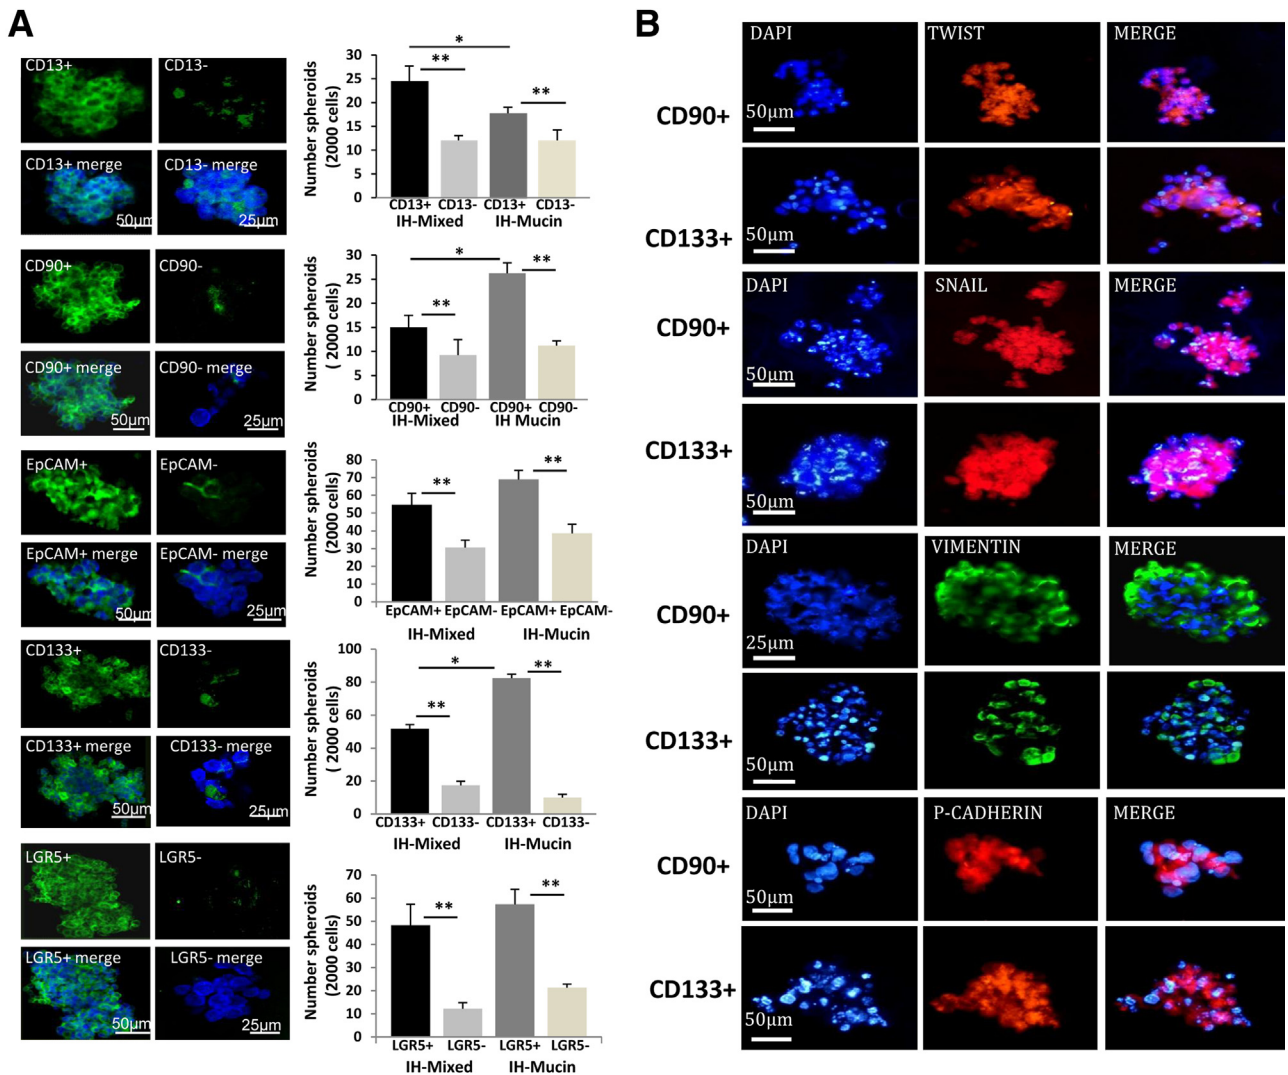 A
CD13+
CD13-
CD13+ merge
CD13- merge
50µm
25µm
Number spheroids
(2000 cells)
30
25
20
15
10
5
0
*
**
**
CD13+ CD13- CD13+ CD13-
IH-Mixed IH-Mucin
CD90+
CD90-
CD90+ merge
CD90- merge
50µm
25µm
Number spheroids
( 2000 cells)
30
25
20
15
10
5
0
*
**
**
CD90+ CD90- CD90+ CD90-
IH-Mixed IH Mucin
EpCAM+
EpCAM-
EpCAM+ merge
EpCAM- merge
50µm
25µm
Number spheroids
(2000 cells)
80
70
60
50
40
30
20
10
0
**
**
EpCAM+ EpCAM- EpCAM+ EpCAM-
IH-Mixed IH-Mucin
CD133+
CD133-
CD133+ merge
CD133- merge
50µm
25µm
Number spheroids
( 2000 cells)
100
80
60
40
20
0
*
**
**
CD133+ CD133- CD133+ CD133-
IH-Mixed IH-Mucin
LGR5+
LGR5-
LGR5+ merge
LGR5- merge
50µm
25µm
Number spheroids
(2000 cells)
70
60
50
40
30
20
10
0
**
**
LGR5+ LGR5- LGR5+ LGR5-
IH-Mixed IH-Mucin
B
DAPI TWIST MERGE
CD90+
50µm
CD133+
50µm
DAPI SNAIL MERGE
CD90+
50µm
CD133+
50µm
DAPI VIMENTIN MERGE
CD90+
25µm
CD133+
50µm
DAPI P-CADHERIN MERGE
CD90+
50µm
CD133+
50µm